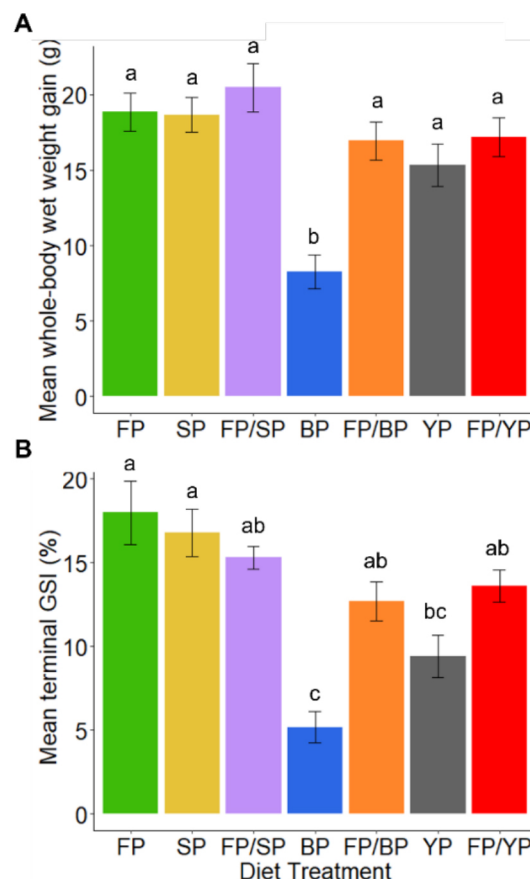 A
Mean whole-body wet weight gain (g)
20
15
10
5
0
a
a
a
b
a
a
a
FP SP FP/SP BP FP/BP YP FP/YP
B
Mean terminal GSI (%)
20
15
10
5
0
a
a
ab
c
ab
bc
ab
FP SP FP/SP BP FP/BP YP FP/YP
Diet Treatment